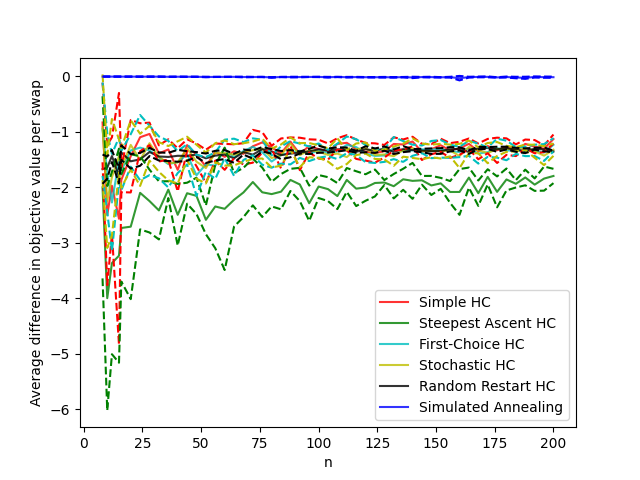 Average difference in objective value per swap
0
−1
−2
−3
−4
−5
−6
0
25
50
75
100
125
150
175
200
n
Simple HC
Steepest Ascent HC
First-Choice HC
Stochastic HC
Random Restart HC
Simulated Annealing